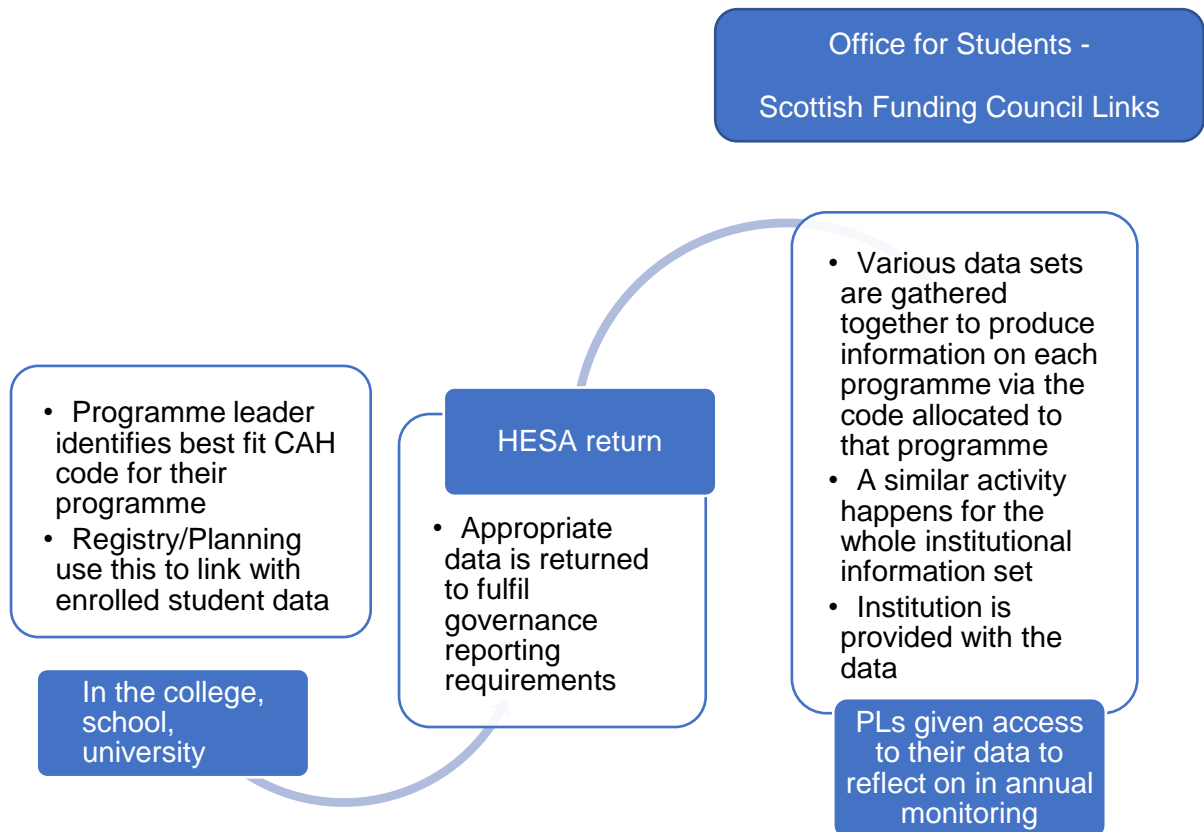 Office for Students -
Scottish Funding Council Links
• Programme leader
identifies best fit CAH
code for their
programme
• Registry/Planning
use this to link with
enrolled student data
In the college,
school,
university
HESA return
• Appropriate
data is returned
to fulfil
governance
reporting
requirements
• Various data sets
are gathered
together to produce
information on each
programme via the
code allocated to
that programme
• A similar activity
happens for the
whole institutional
information set
• Institution is
provided with the
data
PLs given access
to their data to
reflect on in annual
monitoring